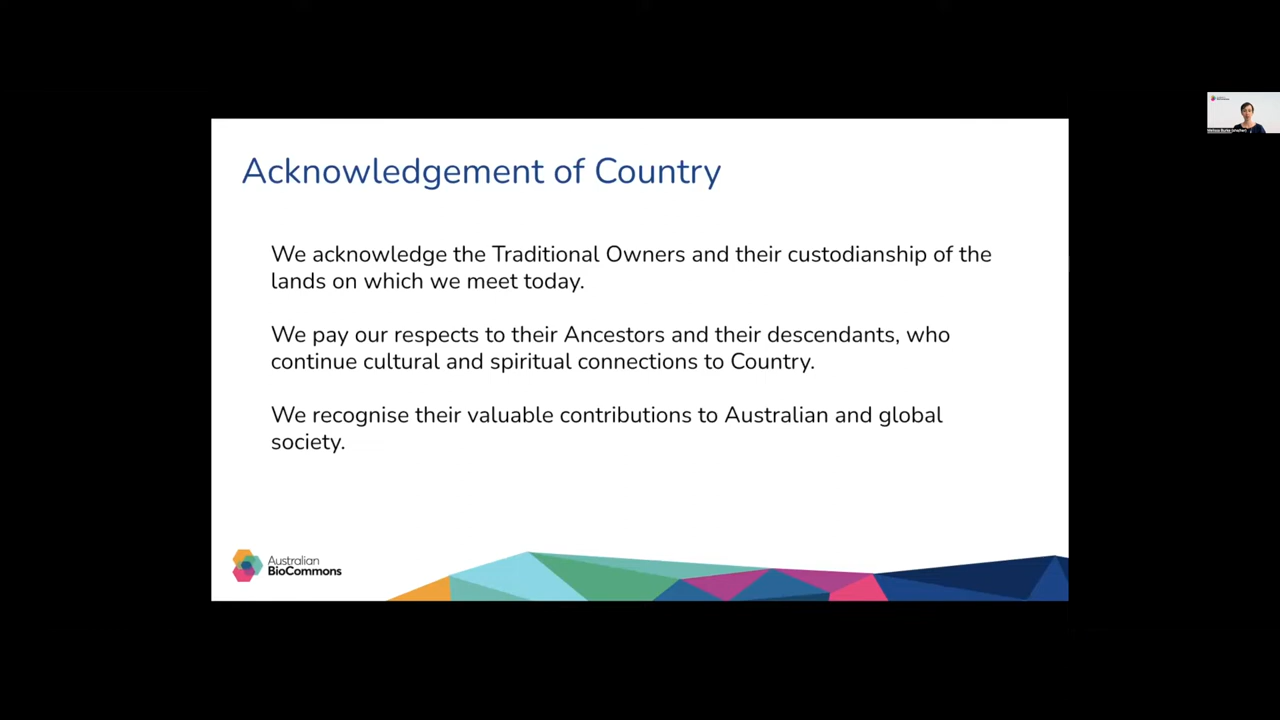 Acknowledgement of Country
We acknowledge the Traditional Owners and their custodianship of the
lands on which we meet today.
We pay our respects to their Ancestors and their descendants, who
continue cultural and spiritual connections to Country.
We recognise their valuable contributions to Australian and global
society.
Australian
BioCommons